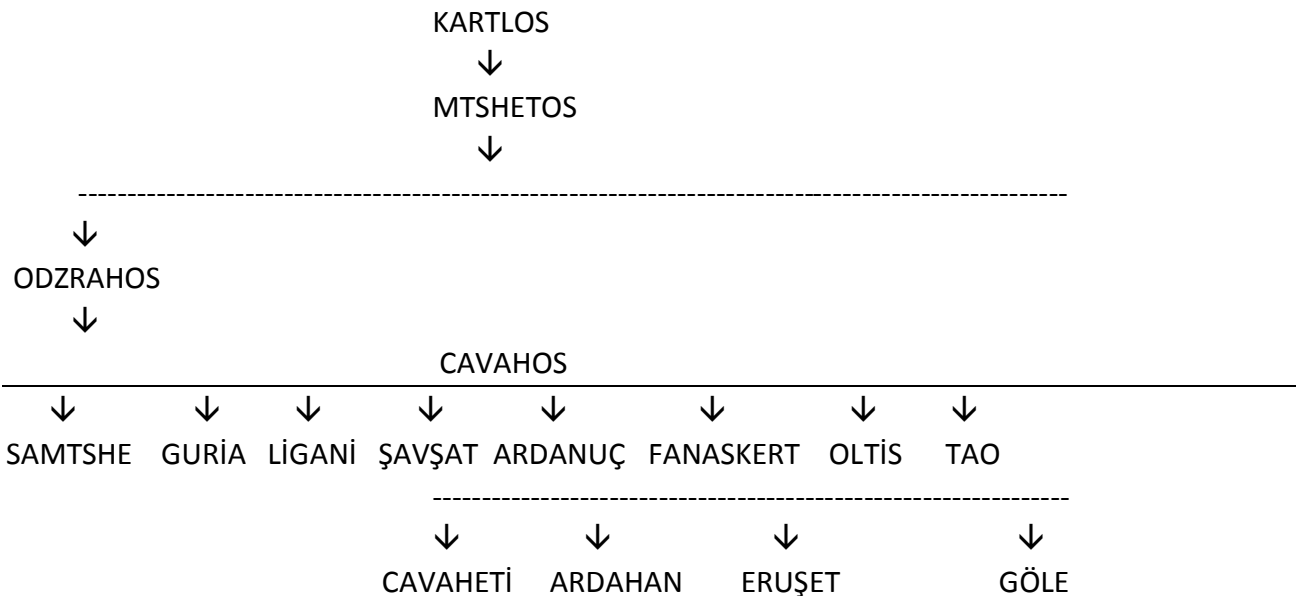 KARTLOS
↓
MTSHETOS
↓
-----------------------------------------------------------------------------------------------------
↓
ODZRAHOS
↓
CAVAHOS
↓ ↓ ↓ ↓ ↓ ↓ ↓ ↓
SAMTSHE GURİA LİGANİ ŞAVŞAT ARDANUÇ FANASKERT OLTİS TAO
-----------------------------------------------------------------
↓ ↓ ↓ ↓
CAVAHETİ ARDAHAN ERUŞET GÖLE